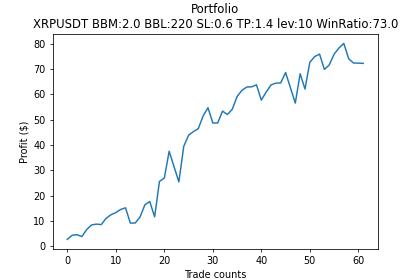 Portfolio
XRPUSDT BBM:2.0 BBL:220 SL:0.6 TP:1.4 lev:10 WinRatio:73.0
80
70
60
50
40
30
20
10
0
Profit ($)
0 10 20 30 40 50 60
Trade counts